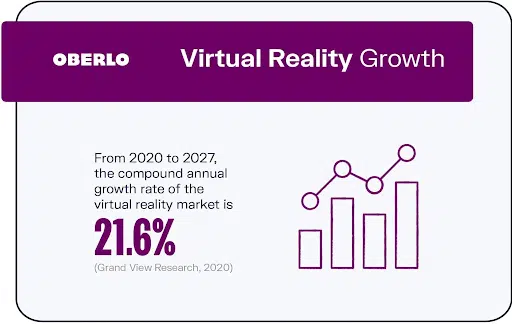 OBERLO
Virtual Reality Growth
From 2020 to 2027,
the compound annual
growth rate of the
virtual reality market is
21.6%
(Grand View Research, 2020)